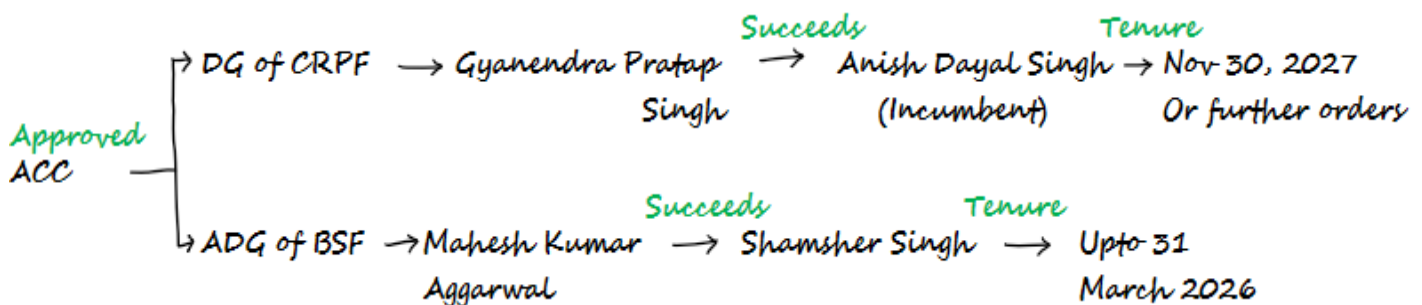 Succeeds Tenure
DG of CRPF Gyanendra Pratap Anish Dayal Singh Nov 30, 2027
Singh (Incumbent) Or further orders
Approved
ACC
Succeeds Tenure
ADG of BSF Mahesh Kumar Shamsher Singh Upto 31
Aggarwal March 2026